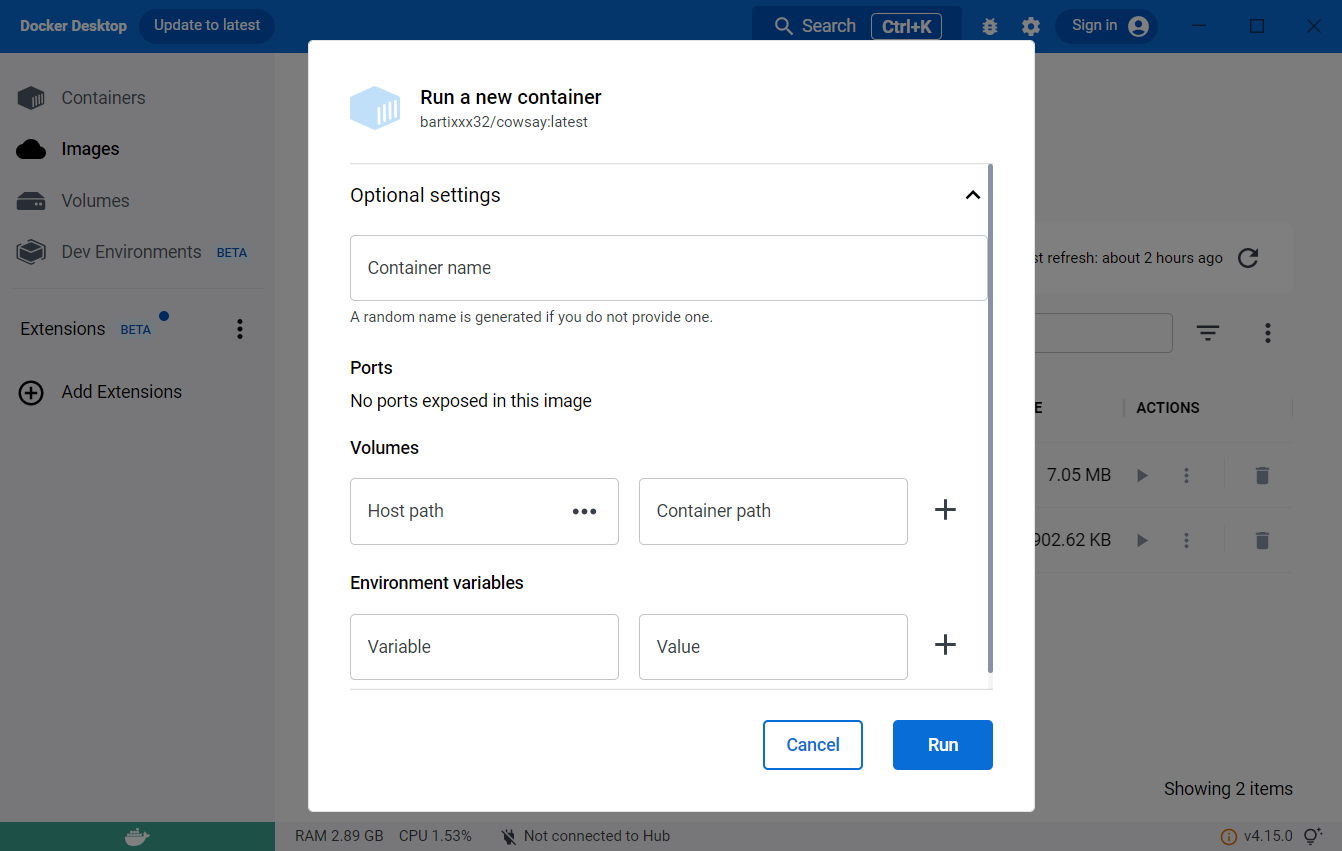 Docker Desktop Update to latest Search Ctrl+K Sign in
Containers
Images
Volumes
Dev Environments BETA
Extensions BETA
Add Extensions
Run a new container
bartixxx32/cowsay:latest
Optional settings
Container name
A random name is generated if you do not provide one.
Ports
No ports exposed in this image
Volumes
Host path Container path
Environment variables
Variable Value
Cancel Run
refresh: about 2 hours ago
ACTIONS
7.05 MB
902.62 KB
Showing 2 items
RAM 2.89 GB CPU 1.53% Not connected to Hub v4.15.0